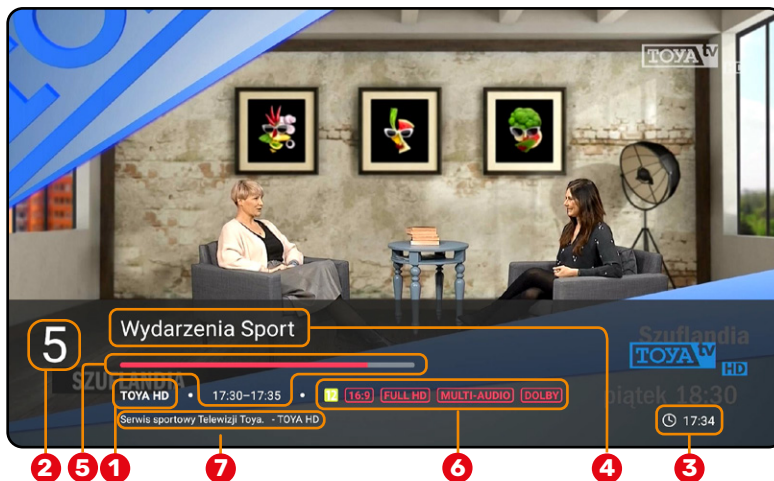 TOYA tv
HD
Wydarzenia Sport
5
Szuflandia
TOYA tv
HD
SZUFLANDIA
TOYA HD • 17:30–17:35 • 12 16:9 FULL HD MULTI-AUDIO DOLBY
piątek 18:30
Serwis sportowy Telewizji Toya. - TOYA HD
17:34
2 5 1 7 6 4 3